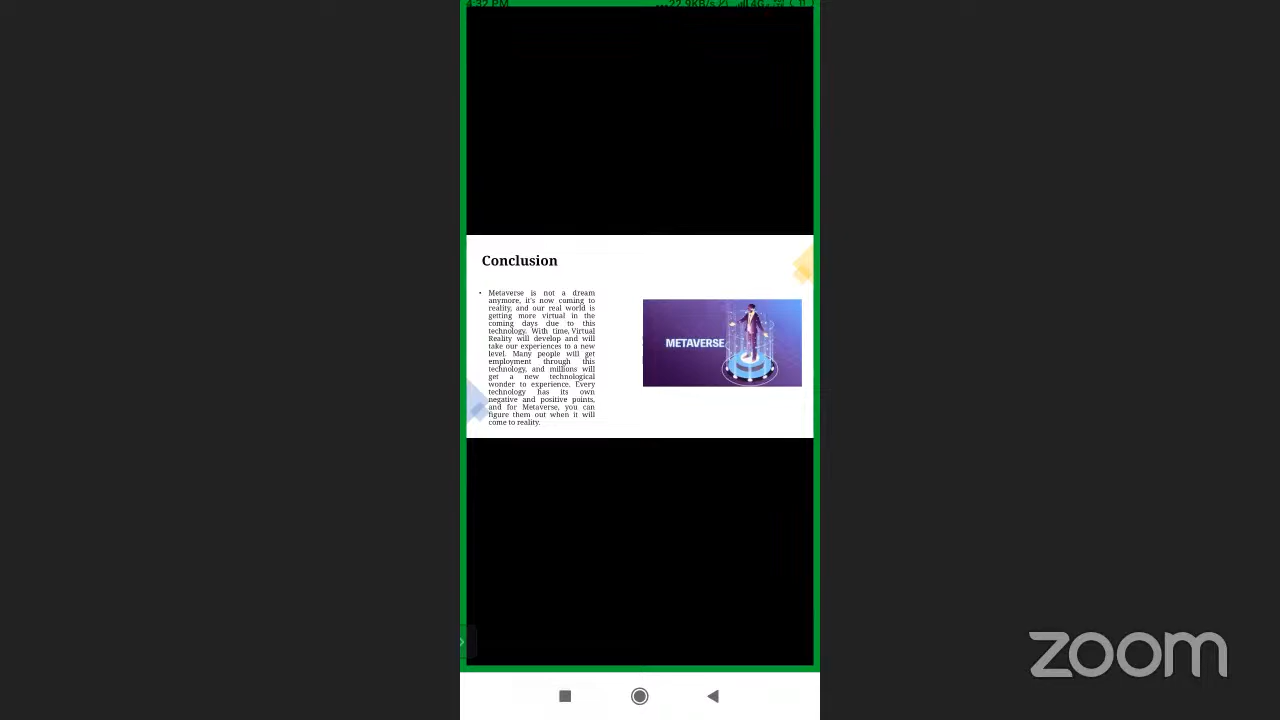 4:32 PM
Conclusion
• Metaverse is not a dream
anymore, it's now coming to
reality, and our real world is
getting more virtual in the
coming days due to this
technology. With time, Virtual
Reality will develop and will
take our experiences to a new
level. Many people will get
employment through this
technology, and millions will
get a new technological
wonder to experience. Every
technology has its own
negative and positive points,
and for Metaverse, you can
figure them out when it will
come to reality.
METAVERSE
zoom